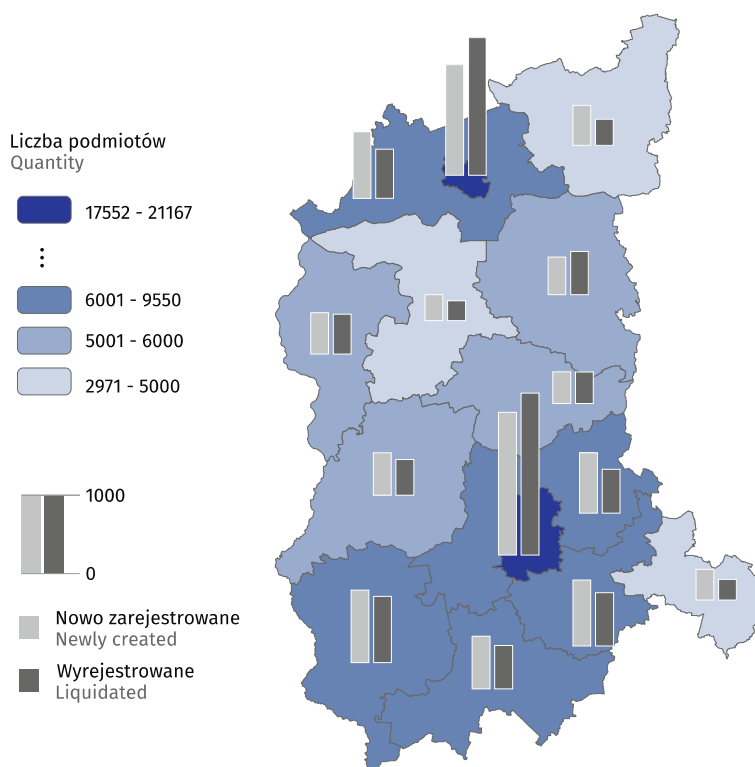 Liczba podmiotów
Quantity
17552 - 21167
6001 - 9550
5001 - 6000
2971 - 5000
1000
0
Nowo zarejestrowane
Newly created
Wyrejestrowane
Liquidated